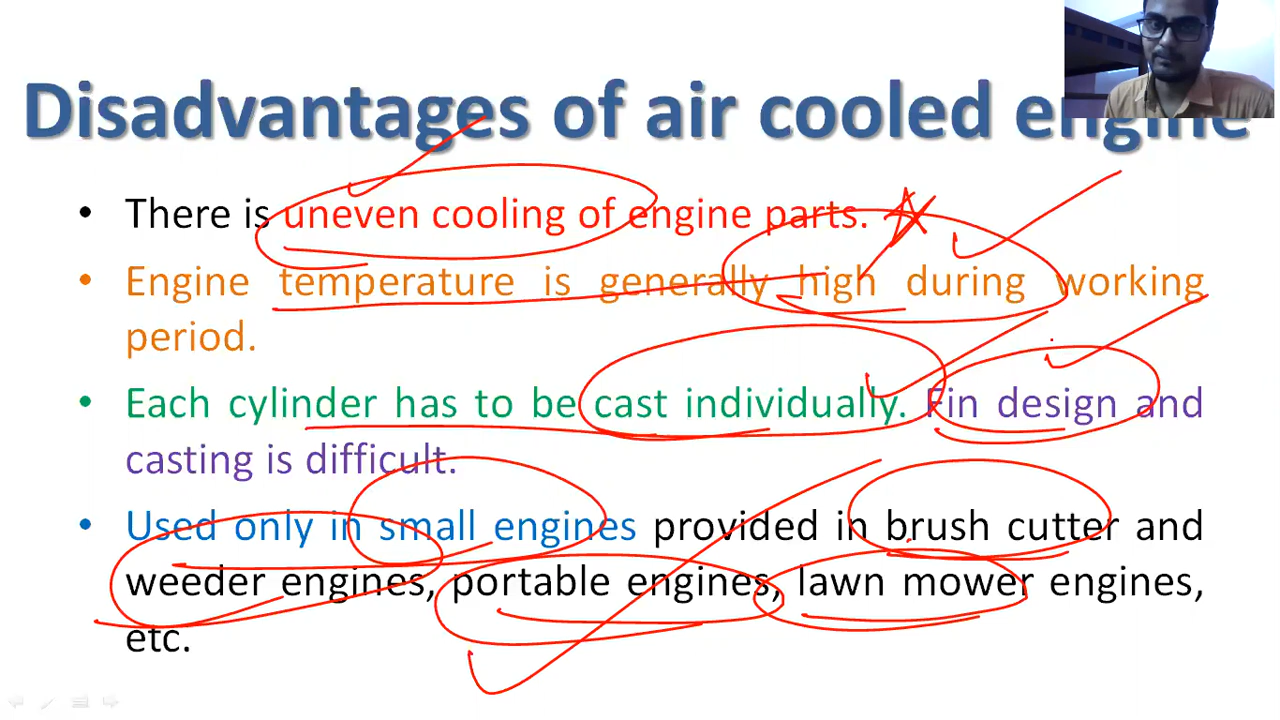 Disadvantages of air cooled engine
• There is uneven cooling of engine parts.
• Engine temperature is generally high during working
period.
• Each cylinder has to be cast individually. Fin design and
casting is difficult.
• Used only in small engines provided in brush cutter and
weeder engines, portable engines, lawn mower engines,
etc.